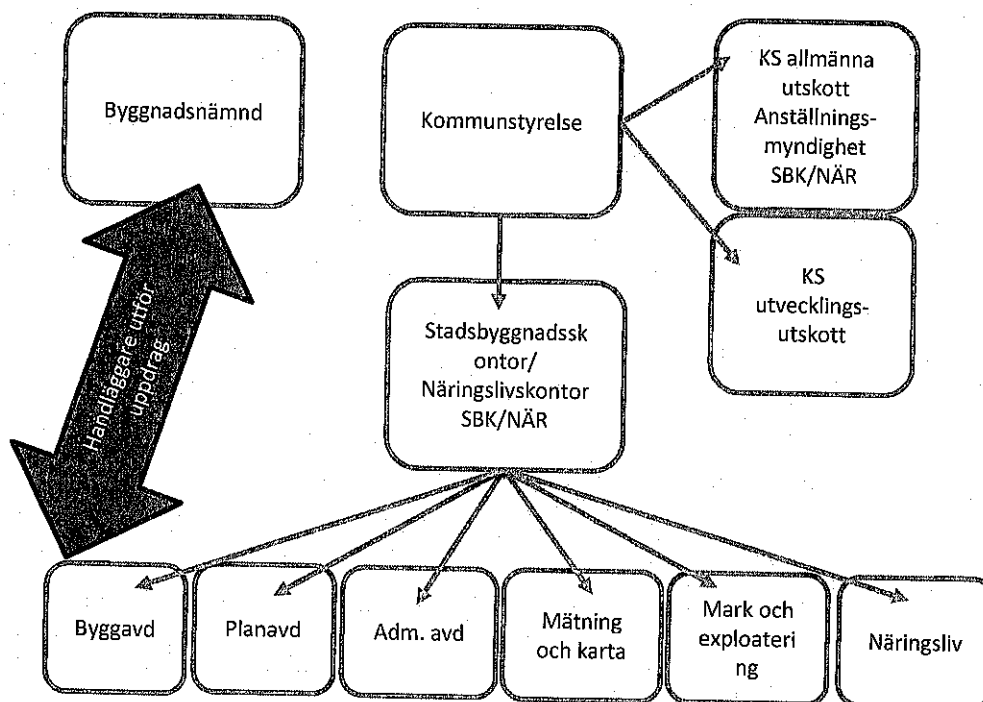 Byggnadsnämnd
Kommunstyrelse
KS allmänna
utskott
Anställnings-
myndighet
SBK/NÄR
KS
utvecklings-
utskott
Stadsbyggnadssk
ontor/
Näringslivskontor
SBK/NÄR
Handläggare utför
uppdrag
Byggavd
Planavd
Adm. avd
Mätning
och karta
Mark och
exploateri
ng
Näringsliv